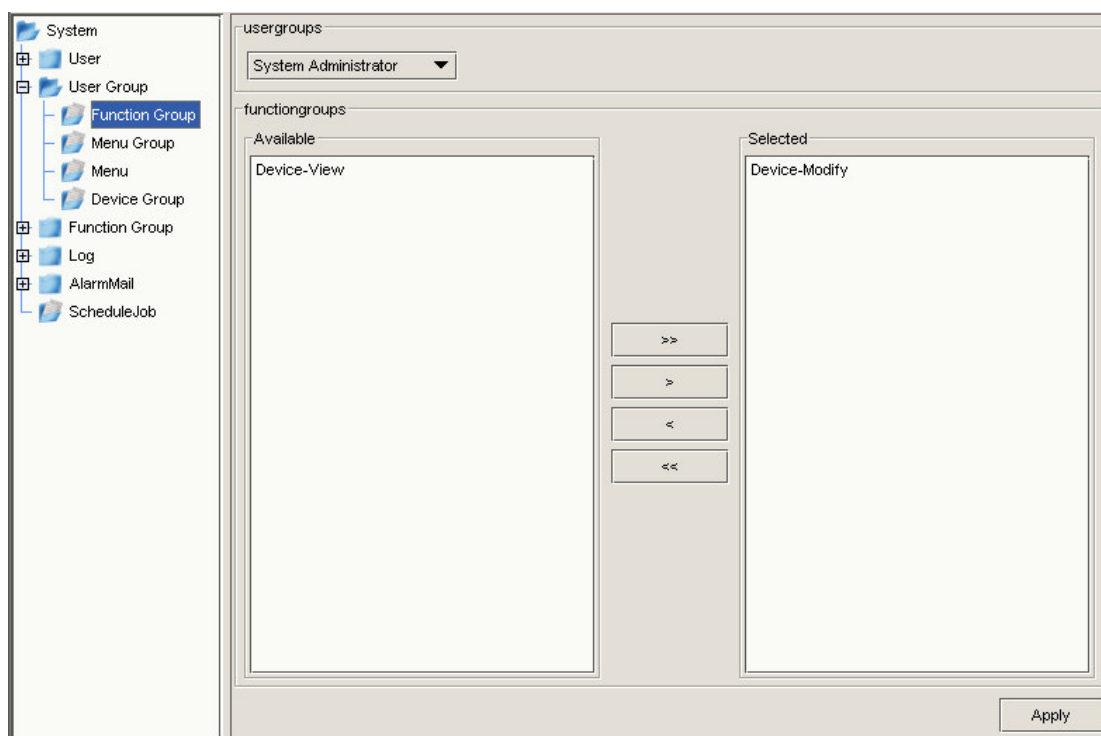 System
User
User Group
Function Group
Menu Group
Menu
Device Group
Function Group
Log
AlarmMail
ScheduleJob
usergroups
System Administrator
functiongroups
Available
Device-View
>>
>
<
<<
Selected
Device-Modify
Apply